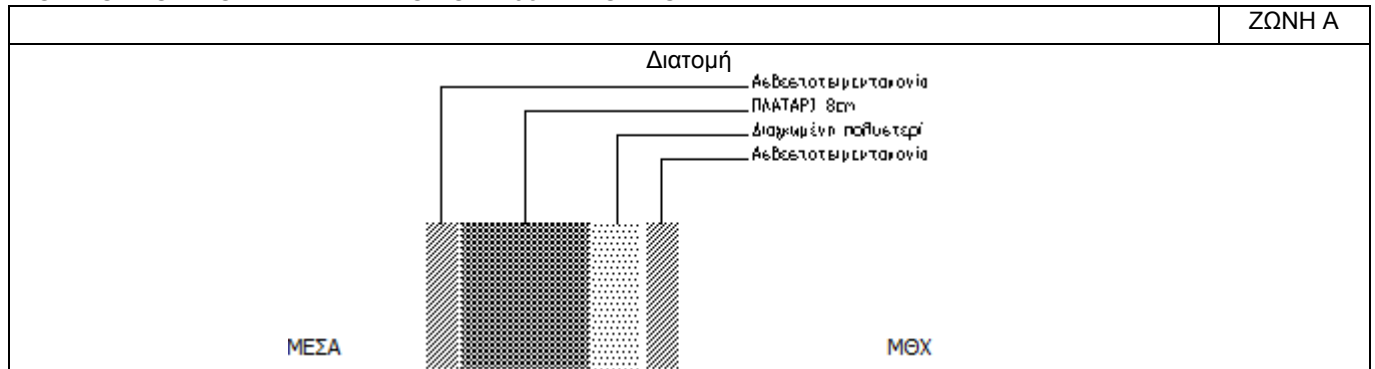 ΖΩΝΗ Α
Διατομή
Ασβεστοτσιμεντοκονία
ΠΛΑΤΑΡΙ 8cm
Διογκωμένη πολυστερί
Ασβεστοτσιμεντοκονία
ΜΕΣΑ
ΜΘΧ